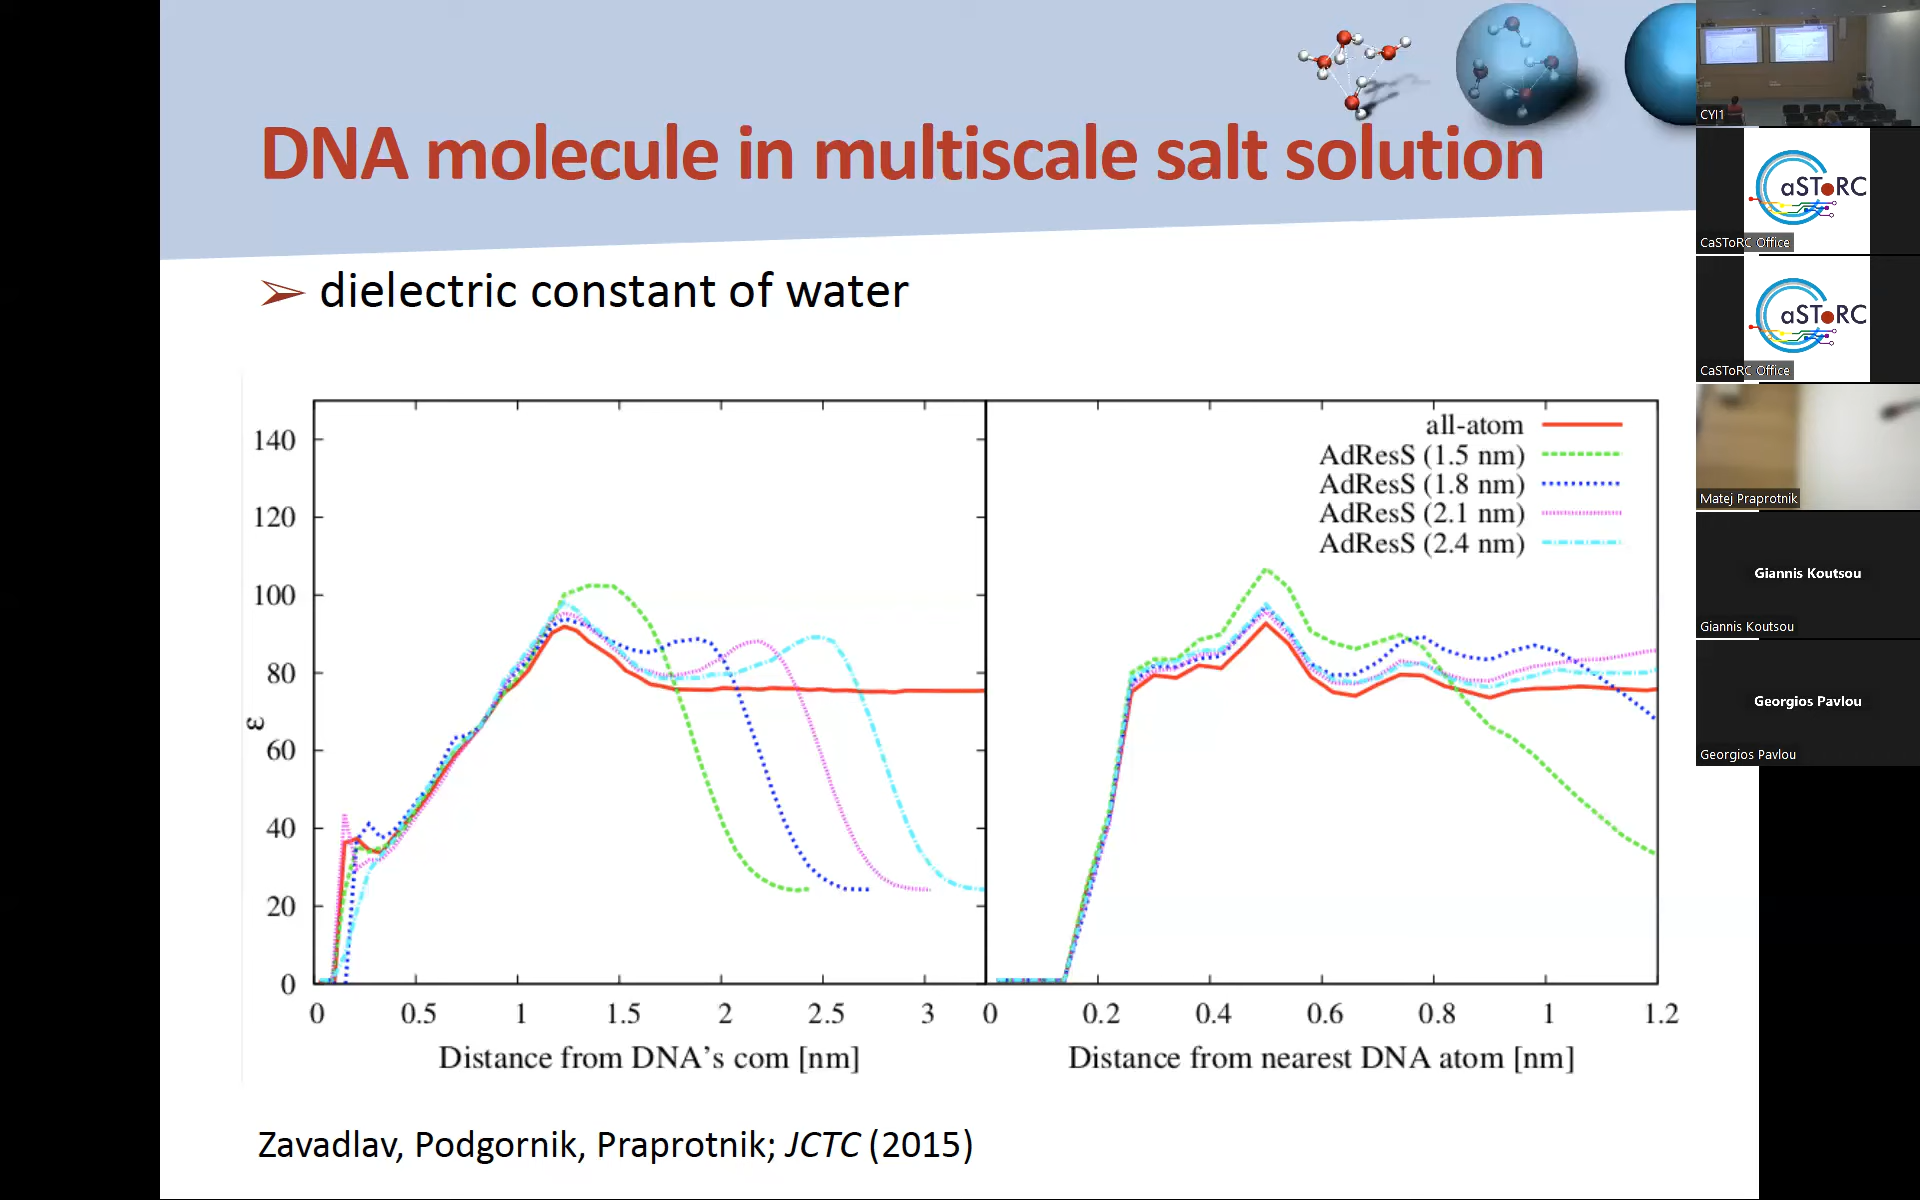 DNA molecule in multiscale salt solution
➢ dielectric constant of water
all-atom
AdResS (1.5 nm)
AdResS (1.8 nm)
AdResS (2.1 nm)
AdResS (2.4 nm)
140
120
100
80
60
40
20
0
ε
0 0.5 1 1.5 2 2.5 3 0 0.2 0.4 0.6 0.8 1 1.2
Distance from DNA's com [nm]
Distance from nearest DNA atom [nm]
Zavadlav, Podgornik, Praprotnik; JCTC (2015)
CYI1
aSToRC
CaSToRC Office
aSToRC
CaSToRC Office
Matej Praprotnik
Giannis Koutsou
Giannis Koutsou
Georgios Pavlou
Georgios Pavlou